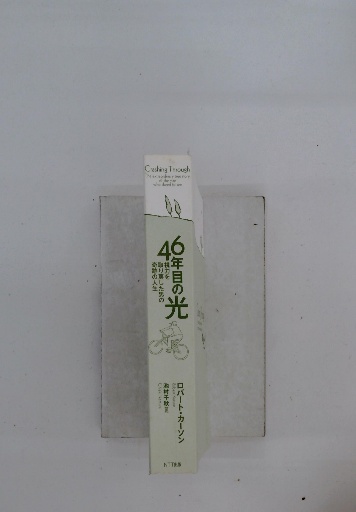 Crashing Through
46年目の光
視力を
取り戻した男の
奇跡の人生
ロバート・カーソン
池村千秋 訳
NTT出版